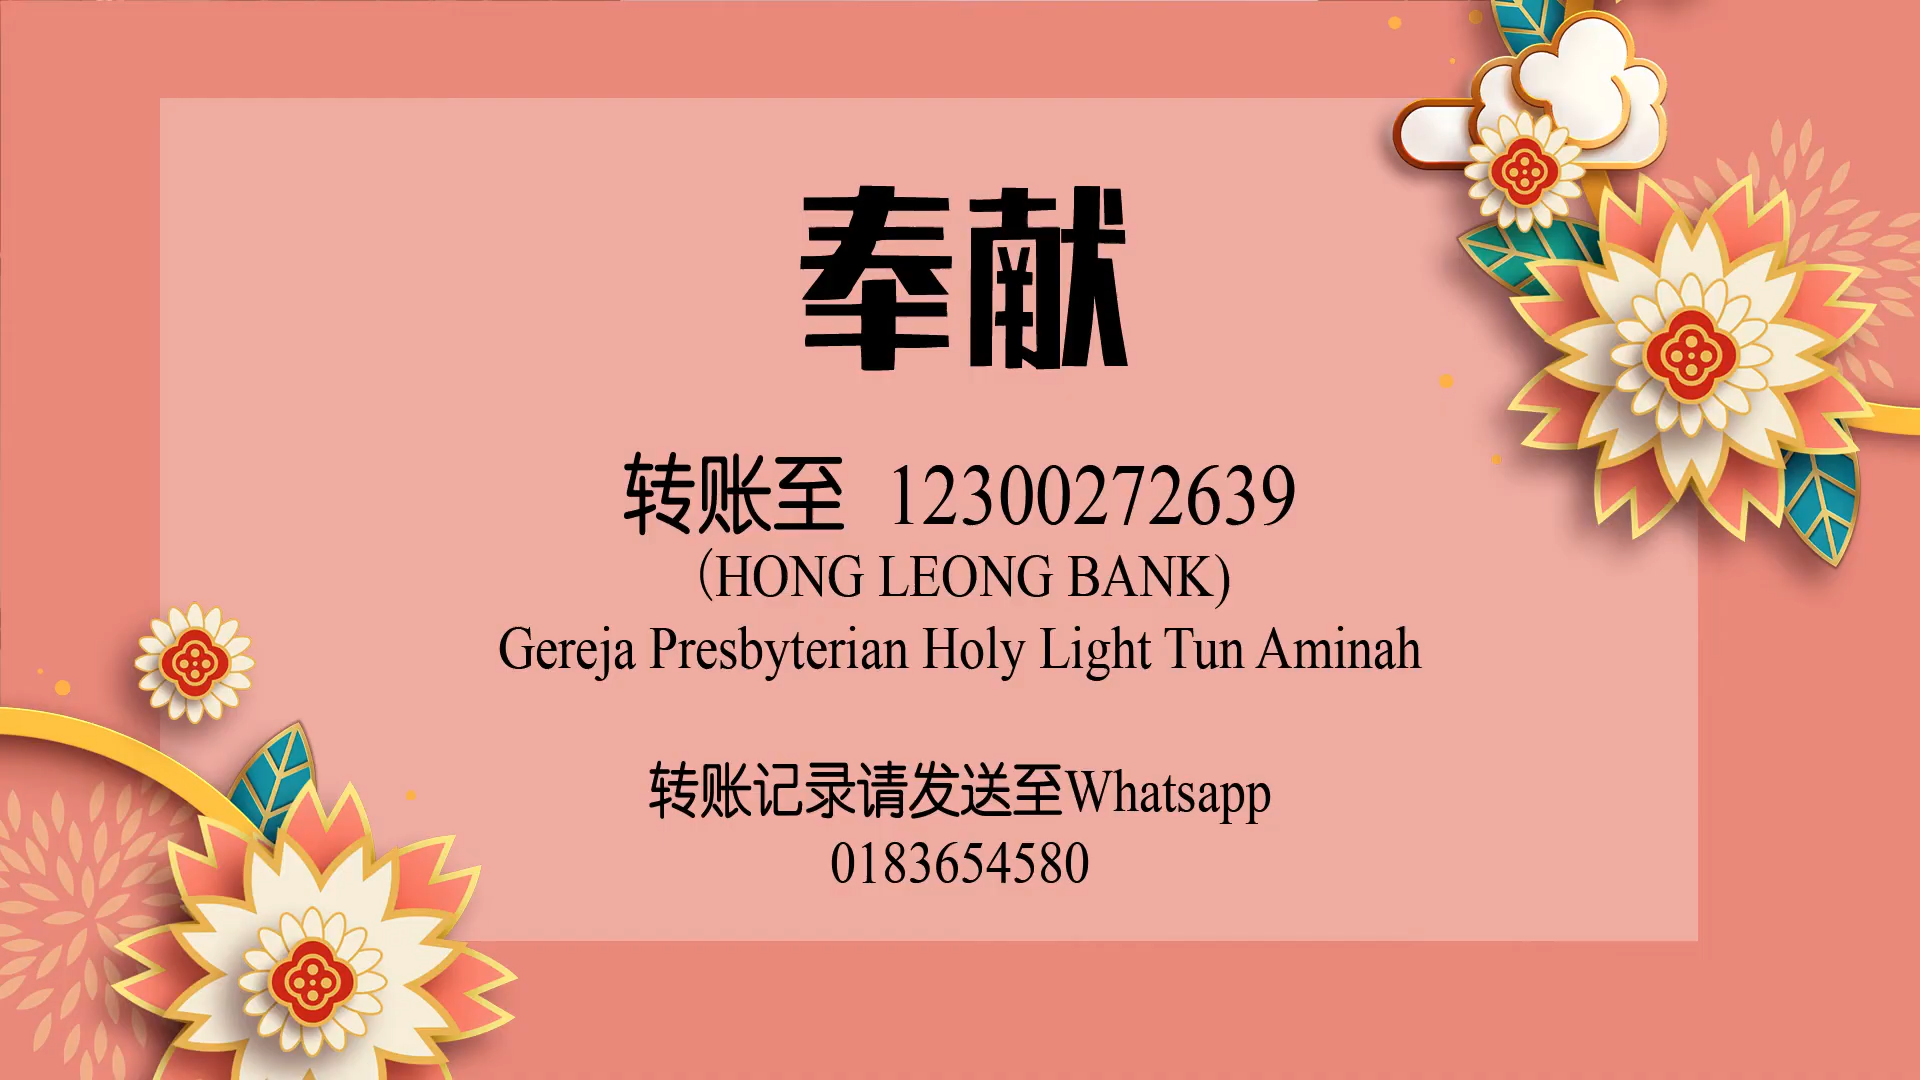 奉献
转账至 12300272639
（HONG LEONG BANK)
Gereja Presbyterian Holy Light Tun Aminah
转账记录请发送至Whatsapp
0183654580